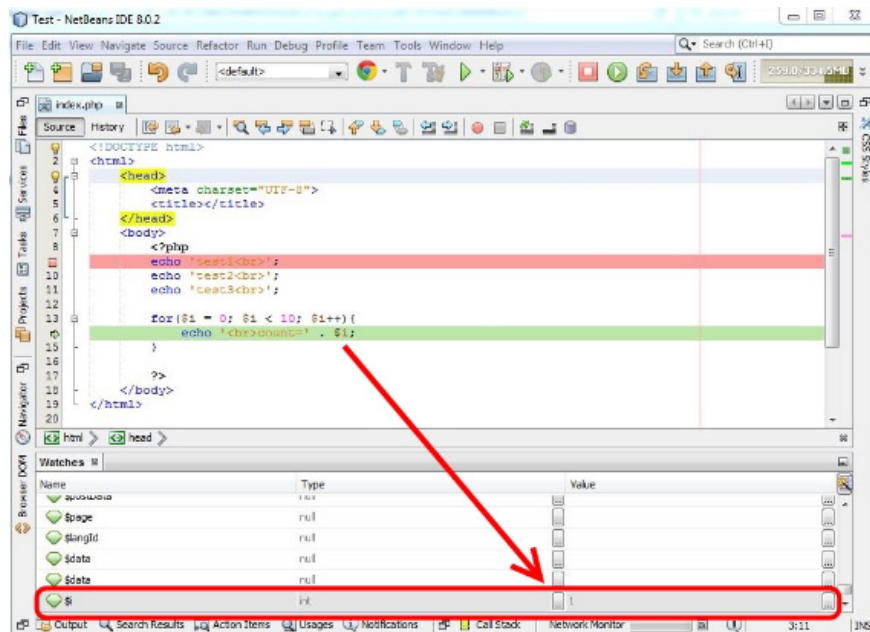 Test - NetBeans IDE 8.0.2
File Edit View Navigate Source Refactor Run Debug Profile Team Tools Window Help
Search (Ctrl+I)
<default>
index.php
Source History
<!DOCTYPE html>
2 <html>
<head>
4 <meta charset="UTF-8">
5 <title></title>
6 </head>
7 <body>
8 <?php
echo 'test1<br>';
10 echo 'test2<br>';
11 echo 'test3<br>';
12
13 for($i = 0; $i < 10; $i++){
echo '<br>count=' . $i;
15 }
16
17 ?>
18 </body>
19 </html>
20
html head
Files
Services
Tasks
Projects
Navigator
Browser DOM
CSS Styles
Watches
Name Type Value
$postData null
$page null
$langId null
$data null
$data null
$i int 1
Output Search Results Action Items Usages Notifications Call Stack Network Monitor 3:11 INS